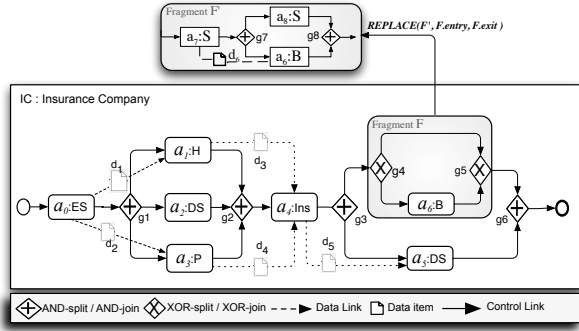 Fragment F'
a8:S
a7:S
g7
g8
d6
a6:B
REPLACE(F', F.entry, F.exit )
IC : Insurance Company
Fragment F
a1:H
d1
d3
g4
g5
a0:ES
g1
a2:DS
g2
a4:Ins
g3
a6:B
g6
d2
a3:P
d4
d5
a5:DS
AND-split / AND-join
XOR-split / XOR-join
Data Link
Data item
Control Link